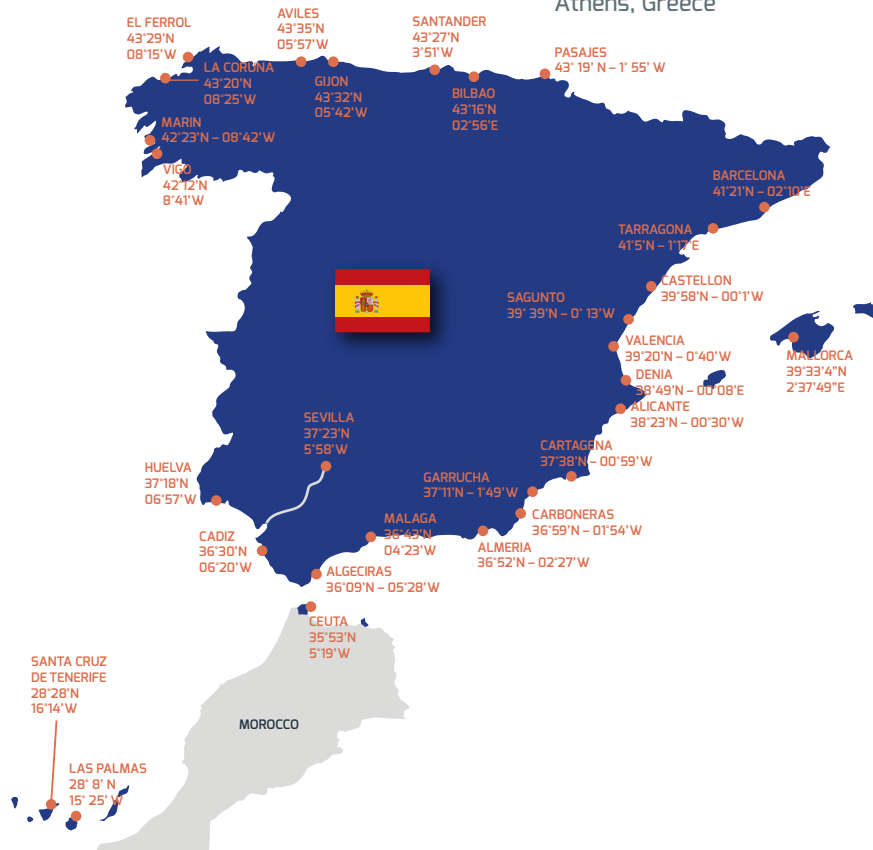 Athens, Greece
EL FERROL
43°29'N
08°15'W
AVILES
43°35'N
05°57'W
SANTANDER
43°27'N
3°51'W
PASAJES
43° 19' N – 1° 55' W
LA CORUNA
43°20'N
08°25'W
GIJON
43°32'N
05°42'W
BILBAO
43°16'N
02°56'E
MARIN
42°23'N – 08°42'W
VIGO
42°12'N
8°41'W
BARCELONA
41°21'N – 02°10'E
TARRAGONA
41°5'N – 1°17'E
CASTELLON
39°58'N – 00°1'W
SAGUNTO
39° 39'N – 0° 13'W
VALENCIA
39°20'N – 0°40'W
MALLORCA
39°33'4"N
2°37'49"E
DENIA
38°49'N – 00°08'E
ALICANTE
38°23'N – 00°30'W
SEVILLA
37°23'N
5°58'W
CARTAGENA
37°38'N – 00°59'W
HUELVA
37°18'N
06°57'W
GARRUCHA
37°11'N – 1°49'W
CARBONERAS
36°59'N – 01°54'W
MALAGA
36°43'N
04°23'W
CADIZ
36°30'N
06°20'W
ALMERIA
36°52'N – 02°27'W
ALGECIRAS
36°09'N – 05°28'W
CEUTA
35°53'N
5°19'W
SANTA CRUZ
DE TENERIFE
28°28'N
16°14'W
MOROCCO
LAS PALMAS
28° 8' N
15° 25' W